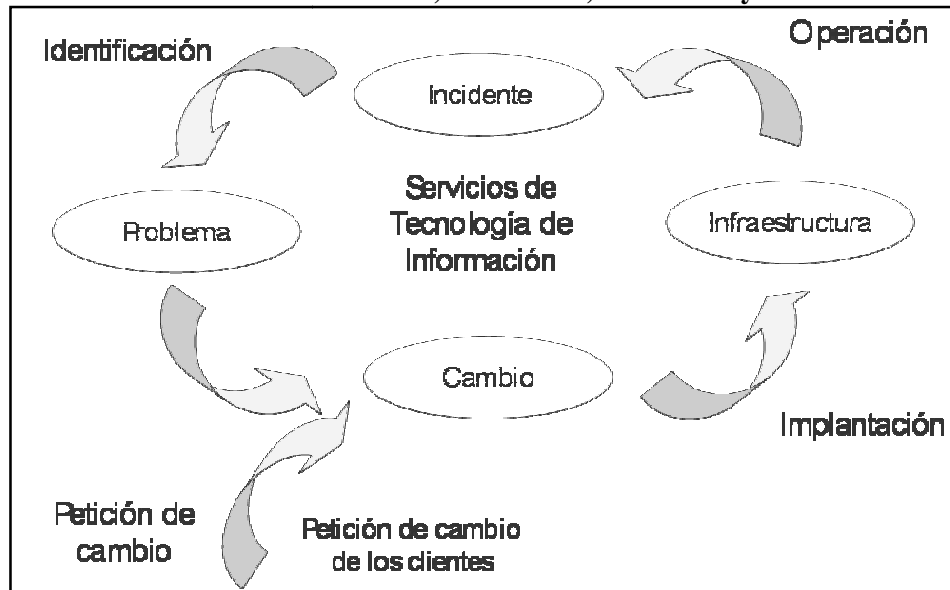 Identificación
Operación
Incidente
Servicios de
Tecnología de
Información
Problema
Infraestructura
Cambio
Implantación
Petición de
cambio
Petición de cambio
de los clientes